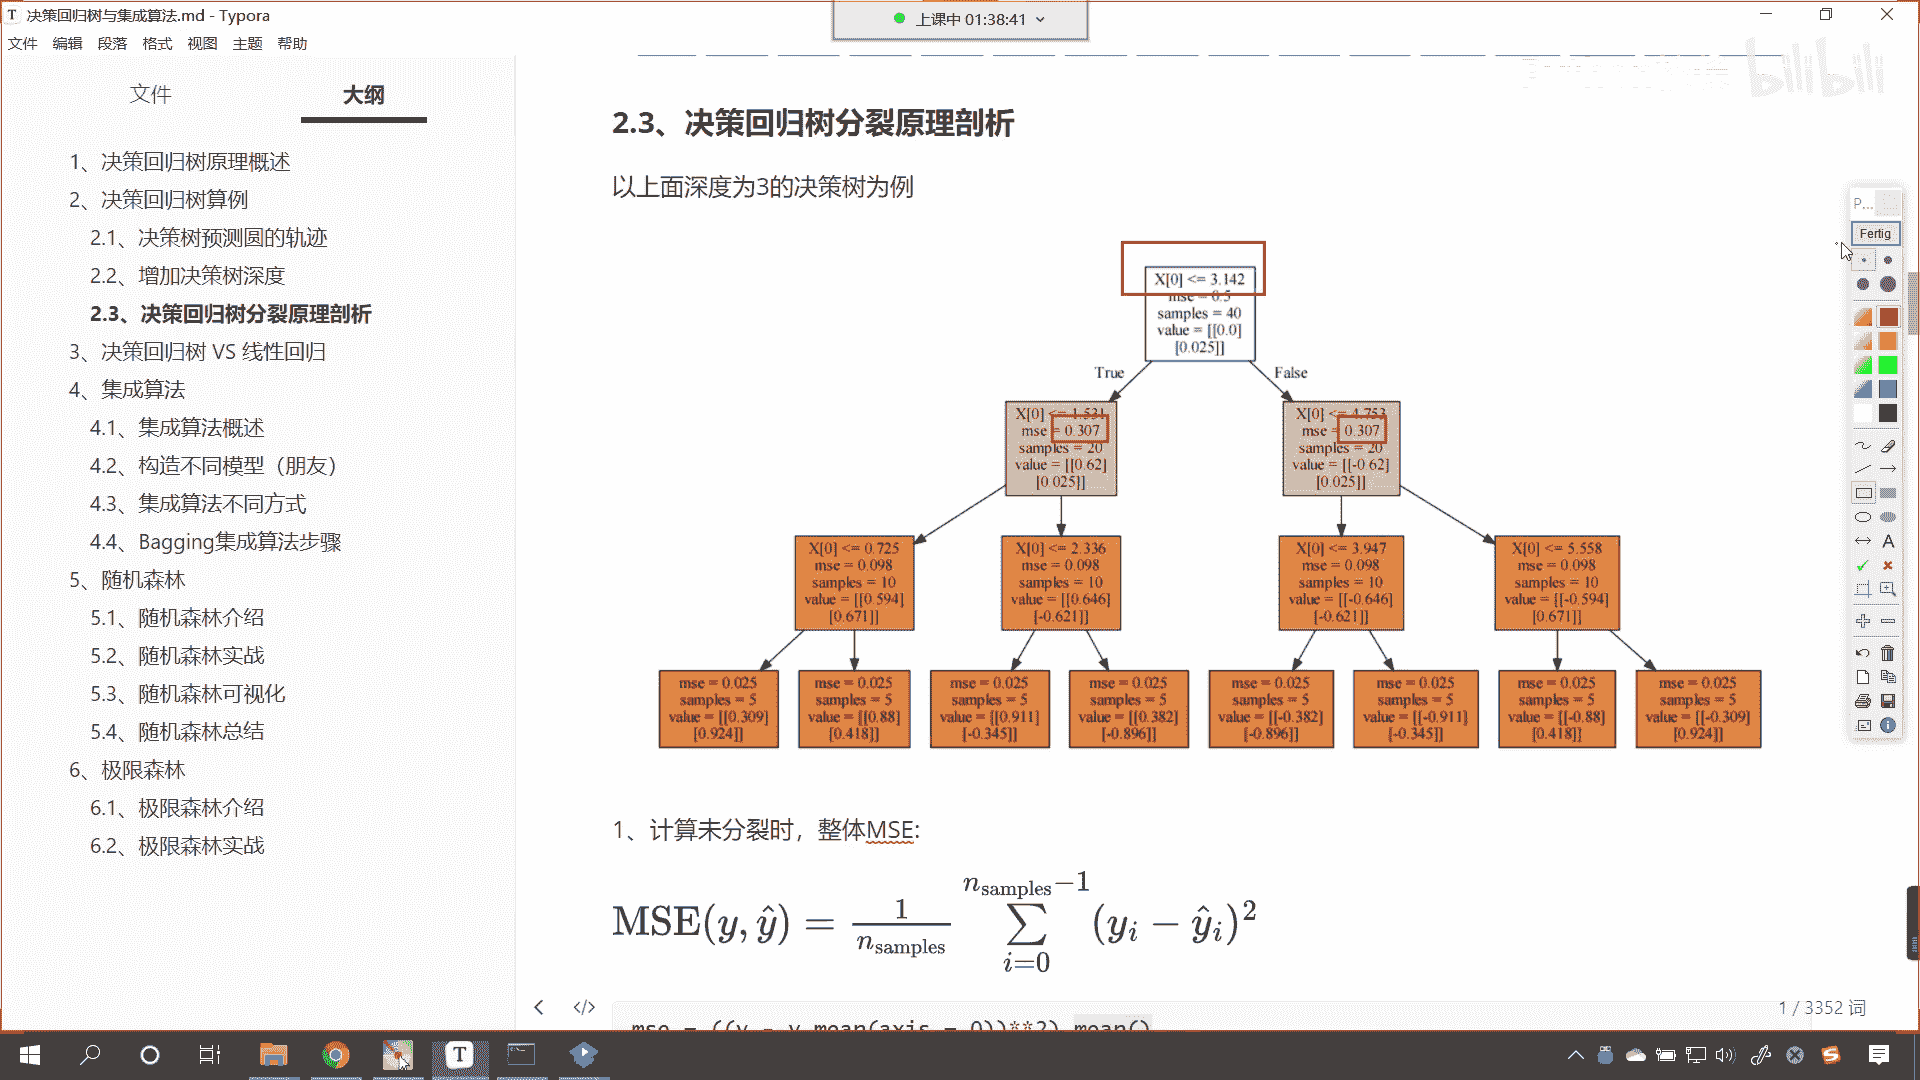 决策回归树与集成算法.md - Typora
上课中 01:38:41
文件 编辑 段落 格式 视图 主题 帮助
bilibili
文件 大纲
1、决策回归树原理概述
2、决策回归树算例
2.1、决策树预测圆的轨迹
2.2、增加决策树深度
2.3、决策回归树分裂原理剖析
3、决策回归树 VS 线性回归
4、集成算法
4.1、集成算法概述
4.2、构造不同模型（朋友）
4.3、集成算法不同方式
4.4、Bagging集成算法步骤
5、随机森林
5.1、随机森林介绍
5.2、随机森林实战
5.3、随机森林可视化
5.4、随机森林总结
6、极限森林
6.1、极限森林介绍
6.2、极限森林实战
2.3、决策回归树分裂原理剖析
以上面深度为3的决策树为例
X[0] <= 3.142
mse = 0.5
samples = 40
value = [[0.0]
[0.025]]
True
False
X[0] <= 1.531
mse = 0.307
samples = 20
value = [[0.62]
[0.025]]
X[0] <= 4.753
mse = 0.307
samples = 20
value = [[-0.62]
[0.025]]
X[0] <= 0.725
mse = 0.098
samples = 10
value = [[0.594]
[0.671]]
X[0] <= 2.336
mse = 0.098
samples = 10
value = [[0.646]
[-0.621]]
X[0] <= 3.947
mse = 0.098
samples = 10
value = [[-0.646]
[-0.621]]
X[0] <= 5.558
mse = 0.098
samples = 10
value = [[-0.594]
[0.671]]
mse = 0.025
samples = 5
value = [[0.309]
[0.924]]
mse = 0.025
samples = 5
value = [[0.88]
[0.418]]
mse = 0.025
samples = 5
value = [[0.911]
[-0.345]]
mse = 0.025
samples = 5
value = [[0.382]
[-0.896]]
mse = 0.025
samples = 5
value = [[-0.382]
[-0.896]]
mse = 0.025
samples = 5
value = [[-0.911]
[-0.345]]
mse = 0.025
samples = 5
value = [[-0.88]
[0.418]]
mse = 0.025
samples = 5
value = [[-0.309]
[0.924]]
1、计算未分裂时，整体MSE:
MSE(y, ŷ) = 1/n_samples ∑_{i=0}^{n_samples−1} (y_i − ŷ_i)²
mse = ((y - y.mean(axis = 0))**2).mean()
1 / 3352 词
P...
Fertig